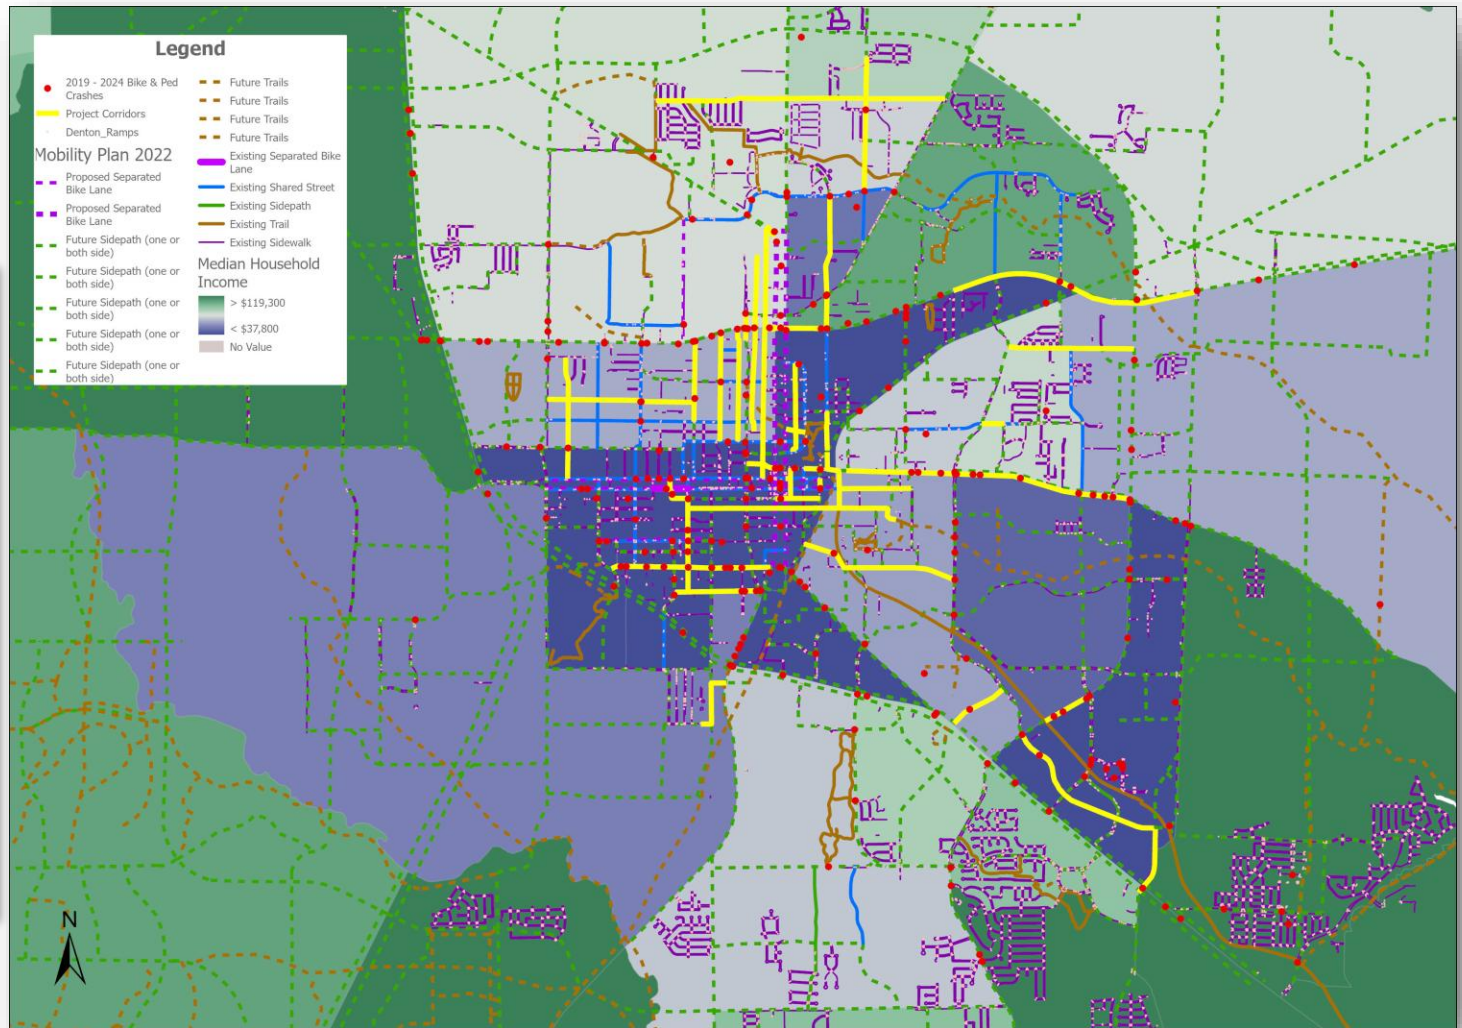 Legend
2019 - 2024 Bike & Ped
Crashes
Project Corridors
Denton_Ramps
Mobility Plan 2022
Proposed Separated
Bike Lane
Proposed Separated
Bike Lane
Future Sidepath (one or
both side)
Future Sidepath (one or
both side)
Future Sidepath (one or
both side)
Future Sidepath (one or
both side)
Future Sidepath (one or
both side)
Future Trails
Future Trails
Future Trails
Future Trails
Existing Separated Bike
Lane
Existing Shared Street
Existing Sidepath
Existing Trail
Existing Sidewalk
Median Household
Income
> $119,300
< $37,800
No Value
N